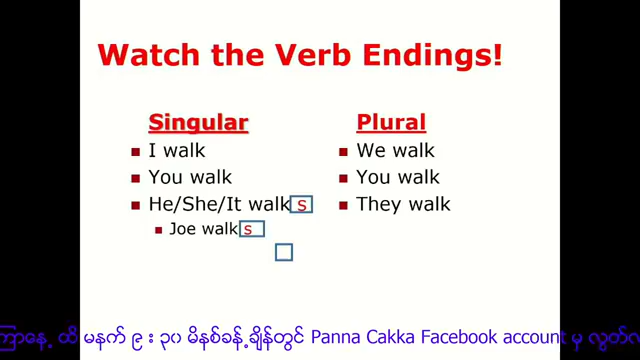 Watch the Verb Endings!
Singular
I walk
You walk
He/She/It walks
Joe walks
Plural
We walk
You walk
They walk
ထိ မနက် ၉ : ၃၀ မိနစ်ခန့်ချိန်တွင် Panna Cakka Facebook account မှ